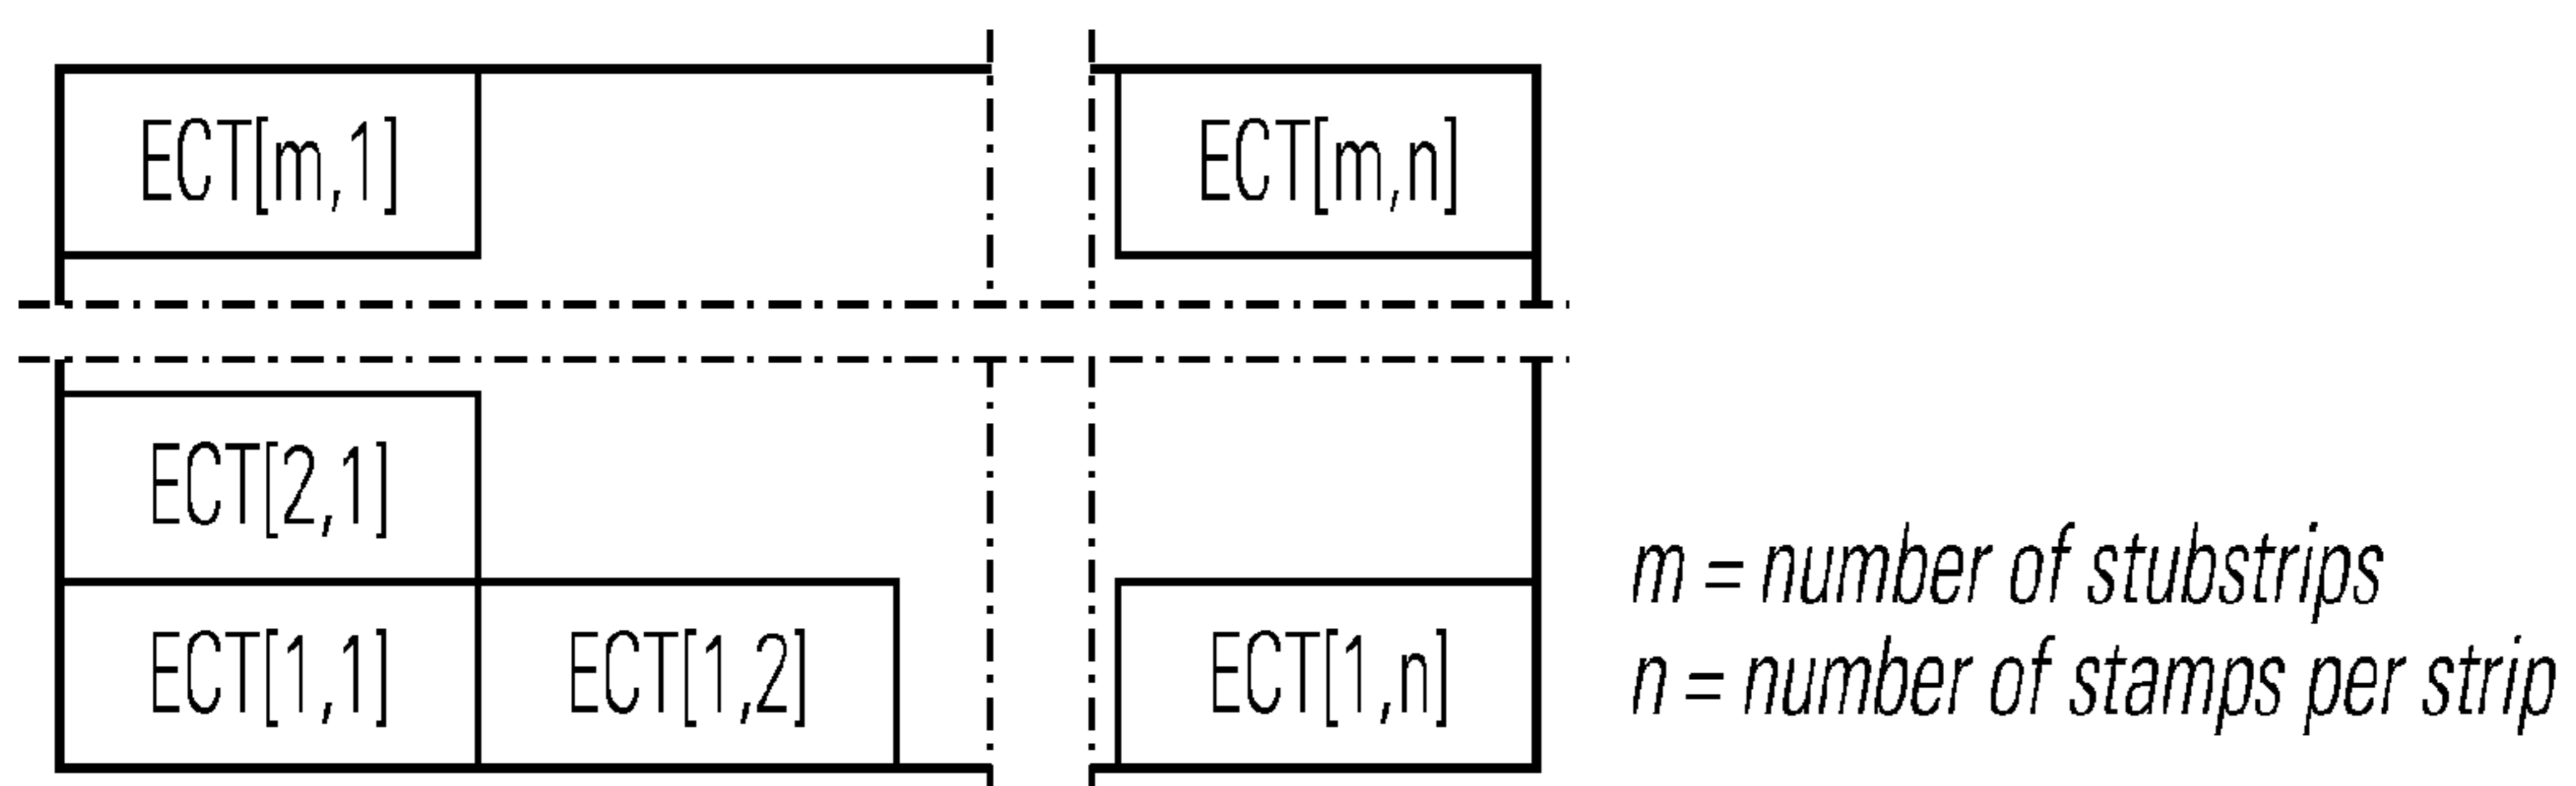 ECT[m,1]
ECT[m,n]
ECT[2,1]
ECT[1,1]
ECT[1,2]
ECT[1,n]
m = number of stubstrips
n = number of stamps per strip